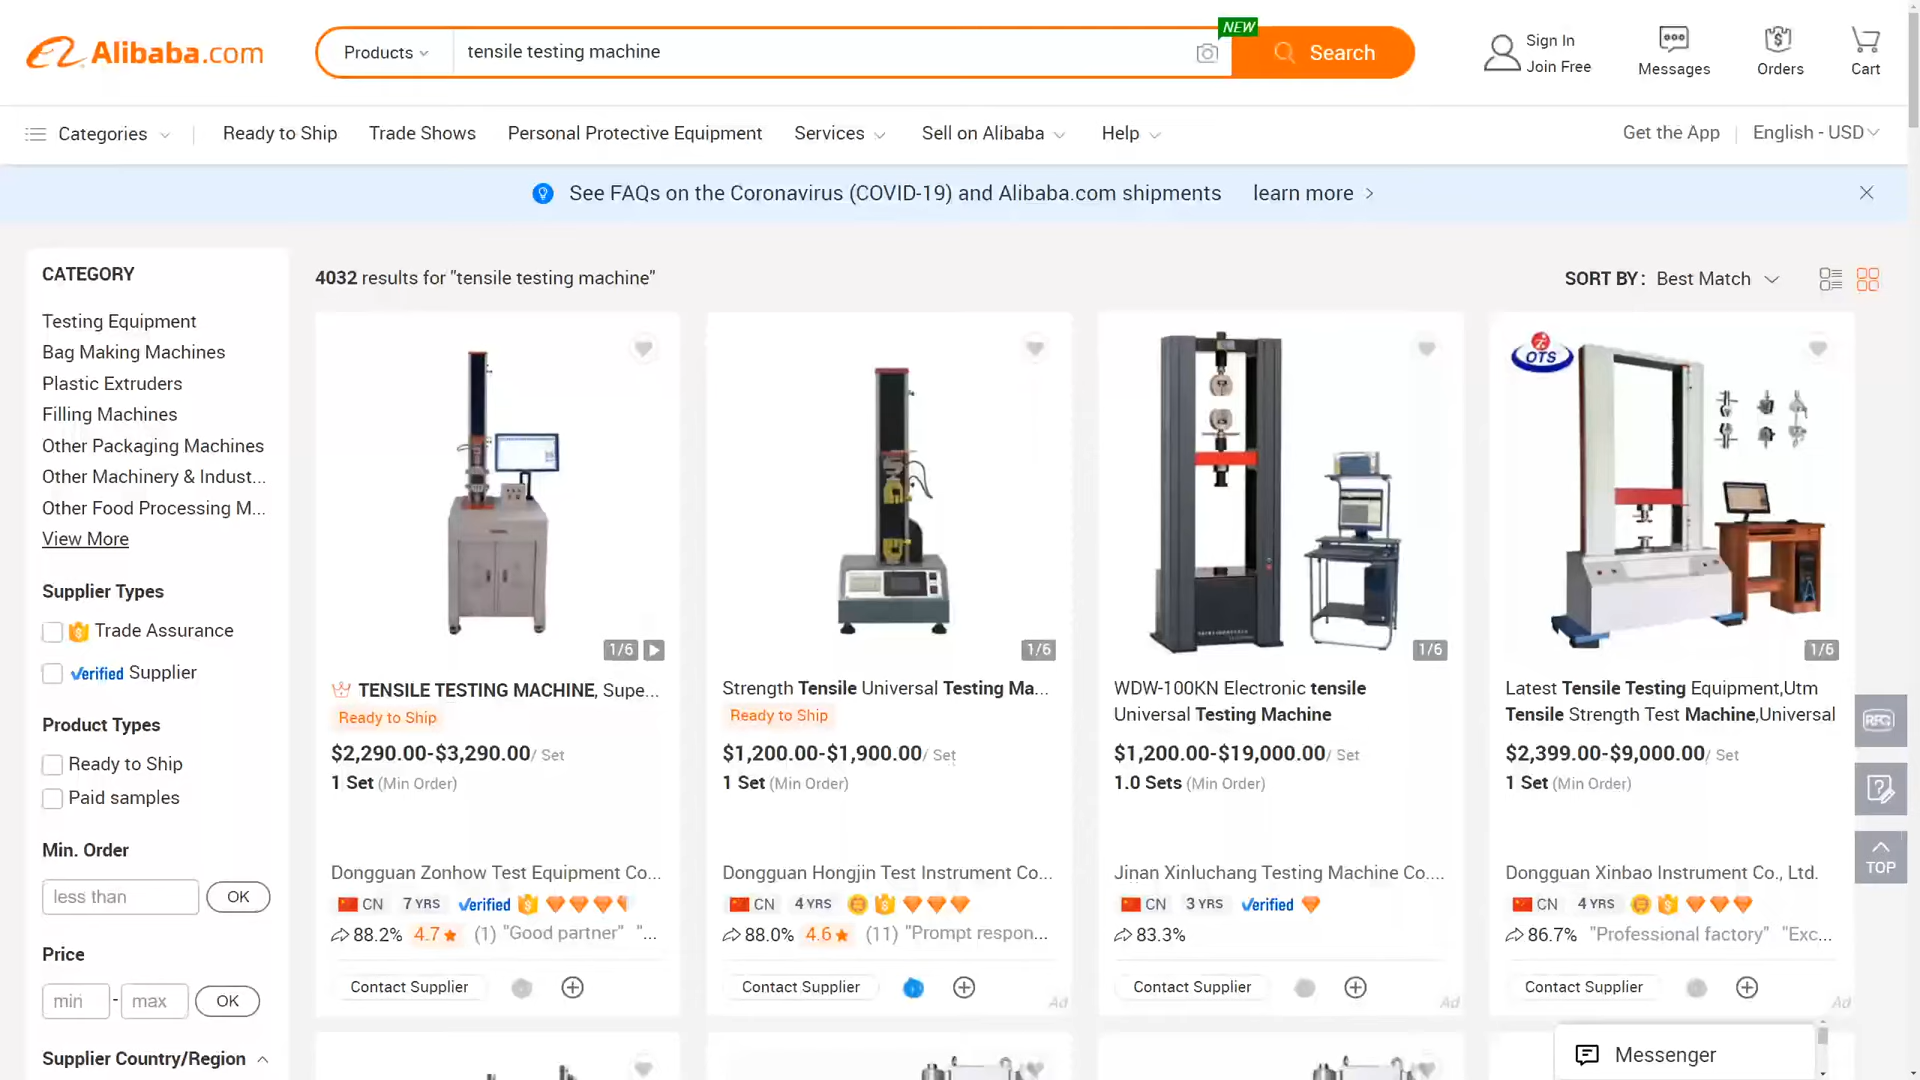 Alibaba.com
Products
tensile testing machine
NEW
Search
Sign In
Join Free
Messages
Orders
Cart
Categories
Ready to Ship
Trade Shows
Personal Protective Equipment
Services
Sell on Alibaba
Help
Get the App
English - USD
See FAQs on the Coronavirus (COVID-19) and Alibaba.com shipments
learn more
CATEGORY
Testing Equipment
Bag Making Machines
Plastic Extruders
Filling Machines
Other Packaging Machines
Other Machinery & Indust...
Other Food Processing M...
View More
Supplier Types
Trade Assurance
Verified Supplier
Product Types
Ready to Ship
Paid samples
Min. Order
less than
OK
Price
min
-
max
OK
Supplier Country/Region
4032 results for "tensile testing machine"
SORT BY :
Best Match
1/6
TENSILE TESTING MACHINE, Supe...
Ready to Ship
$2,290.00-$3,290.00/ Set
1 Set (Min Order)
Dongguan Zonhow Test Equipment Co...
CN
7 YRS
Verified
88.2%
4.7
(1) "Good partner" "...
Contact Supplier
1/6
Strength Tensile Universal Testing Ma...
Ready to Ship
$1,200.00-$1,900.00/ Set
1 Set (Min Order)
Dongguan Hongjin Test Instrument Co...
CN
4 YRS
88.0%
4.6
(11) "Prompt respon...
Contact Supplier
Ad
1/6
WDW-100KN Electronic tensile
Universal Testing Machine
$1,200.00-$19,000.00/ Set
1.0 Sets (Min Order)
Jinan Xinluchang Testing Machine Co....
CN
3 YRS
Verified
83.3%
Contact Supplier
Ad
OTS
1/6
Latest Tensile Testing Equipment,Utm
Tensile Strength Test Machine,Universal
$2,399.00-$9,000.00/ Set
1 Set (Min Order)
Dongguan Xinbao Instrument Co., Ltd.
CN
4 YRS
86.7%
"Professional factory" "Exc...
Contact Supplier
Ad
RFQ
TOP
Messenger